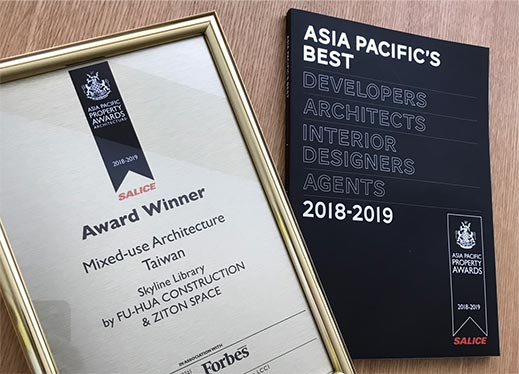 ASIA PACIFIC
PROPERTY
AWARDS
ARCHITECTURE
2018-2019
SALICE
Award Winner
Mixed-use Architecture
Taiwan
Skyline Library
by FU-HUA CONSTRUCTION
& ZITON SPACE
IN ASSOCIATION WITH
Forbes
LCCI
ASIA PACIFIC'S
BEST
DEVELOPERS
ARCHITECTS
INTERIOR
DESIGNERS
AGENTS
2018-2019
ASIA PACIFIC
PROPERTY
AWARDS
2018-2019
SALICE